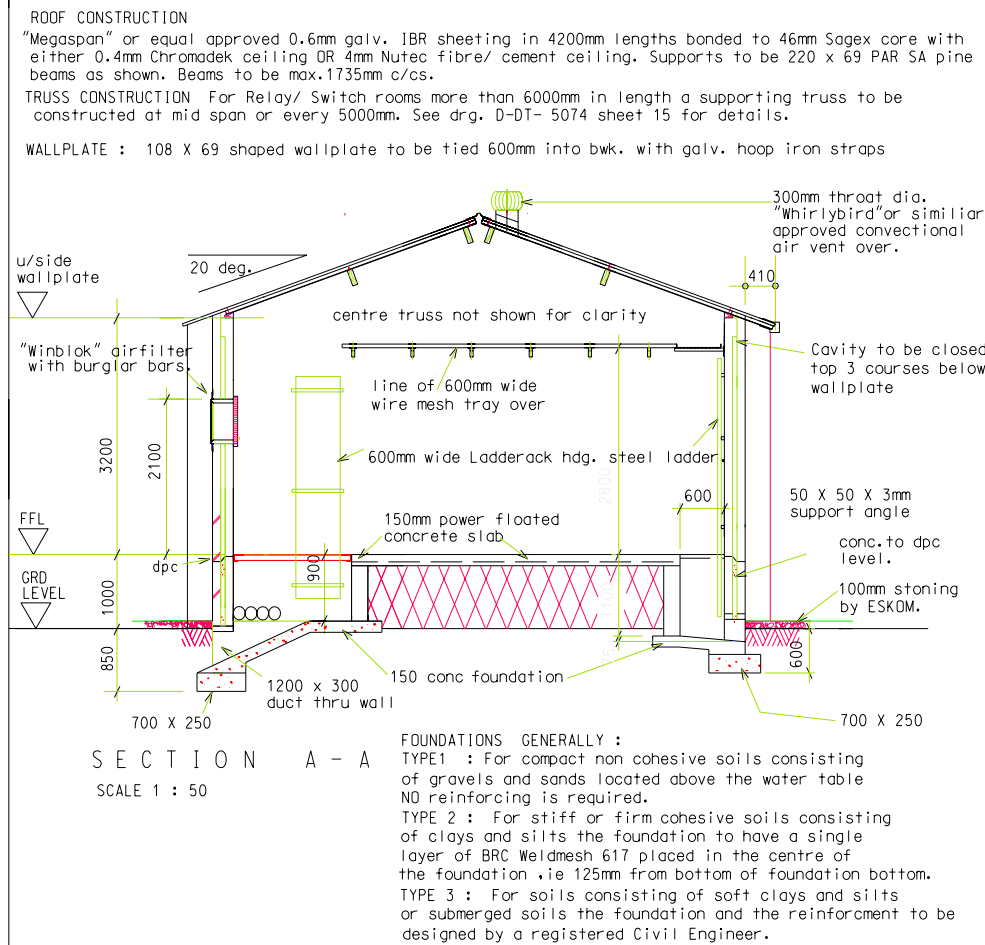 ROOF CONSTRUCTION
"Megaspan" or equal approved 0.6mm galv. IBR sheeting in 4200mm lengths bonded to 46mm Sagex core with
either 0.4mm Chromadek ceiling OR 4mm Nutec fibre/ cement ceiling. Supports to be 220 x 69 PAR SA pine
beams as shown. Beams to be max.1735mm c/cs.
TRUSS CONSTRUCTION For Relay/ Switch rooms more than 6000mm in length a supporting truss to be
constructed at mid span or every 5000mm. See drg. D-DT- 5074 sheet 15 for details.
WALLPLATE : 108 X 69 shaped wallplate to be tied 600mm into bwk. with galv. hoop iron straps
300mm throat dia.
"Whirlybird"or similiar
approved convectional
air vent over.
u/side
wallplate
20 deg.
410
centre truss not shown for clarity
"Winblok" airfilter
with burglar bars.
Cavity to be closed
top 3 courses below
wallplate
line of 600mm wide
wire mesh tray over
3200
2100
600mm wide Ladderack hdg. steel ladder.
2800
600
50 X 50 X 3mm
support angle
FFL
150mm power floated
concrete slab
conc.to dpc
level.
dpc
900
GRD
LEVEL
1000
1100
100mm stoning
by ESKOM.
850
600
150 conc foundation
1200 x 300
duct thru wall
700 X 250
700 X 250
SECTION A-A
SCALE 1 : 50
FOUNDATIONS GENERALLY :
TYPE1 : For compact non cohesive soils consisting
of gravels and sands located above the water table
NO reinforcing is required.
TYPE 2 : For stiff or firm cohesive soils consisting
of clays and silts the foundation to have a single
layer of BRC Weldmesh 617 placed in the centre of
the foundation ,ie 125mm from bottom of foundation bottom.
TYPE 3 : For soils consisting of soft clays and silts
or submerged soils the foundation and the reinforcment to be
designed by a registered Civil Engineer.